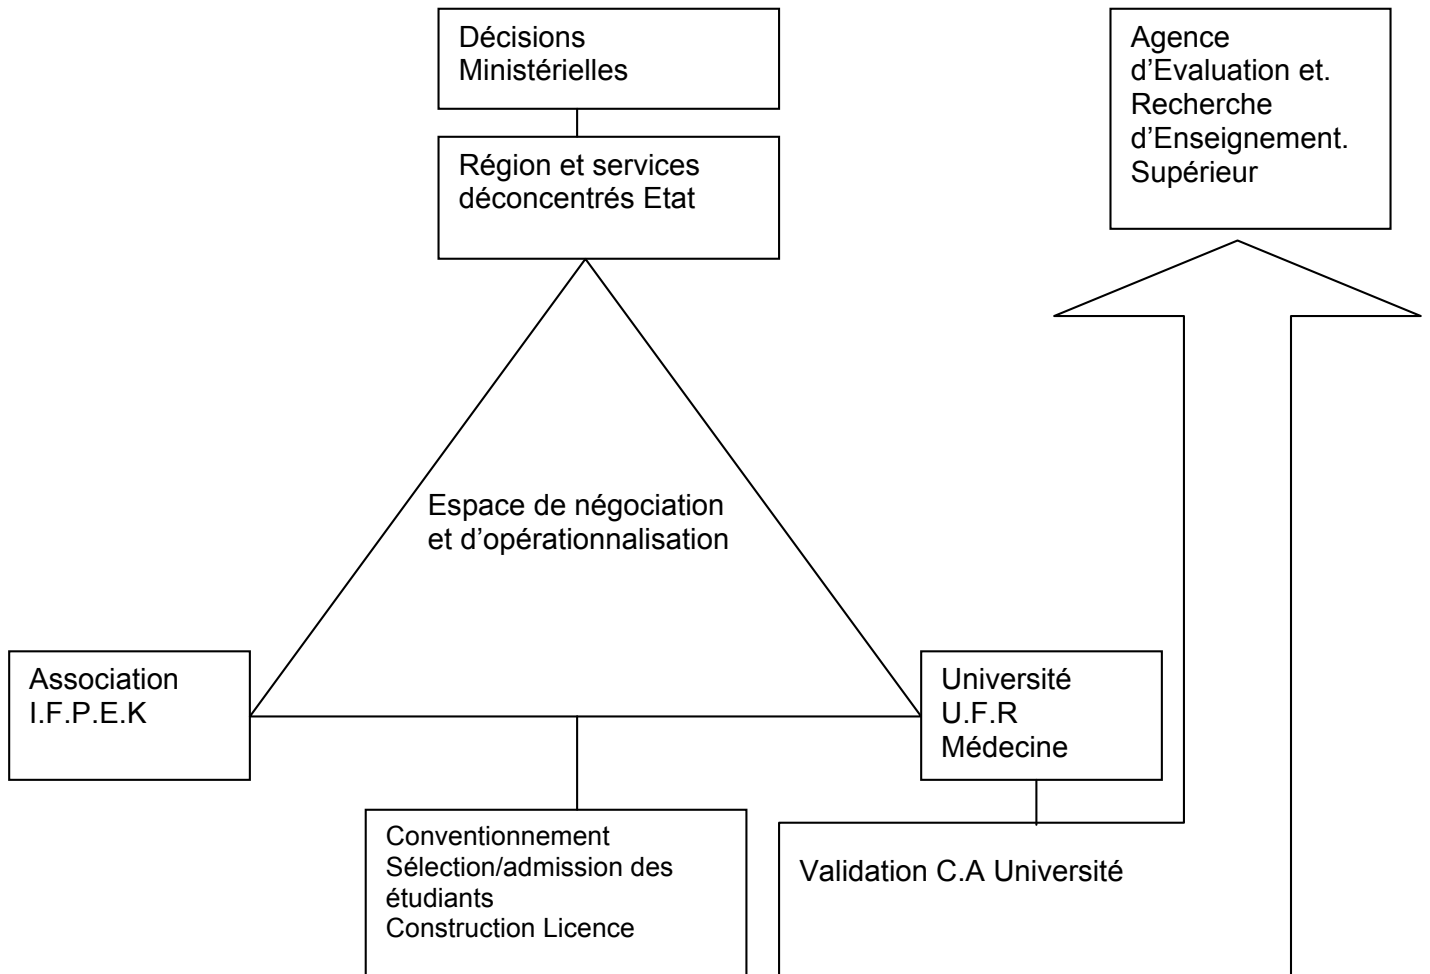 Décisions
Ministérielles
Agence
d’Evaluation et.
Recherche
d’Enseignement.
Supérieur
Région et services
déconcentrés Etat
Espace de négociation
et d’opérationnalisation
Association
I.F.P.E.K
Université
U.F.R
Médecine
Conventionnement
Sélection/admission des
étudiants
Construction Licence
Validation C.A Université